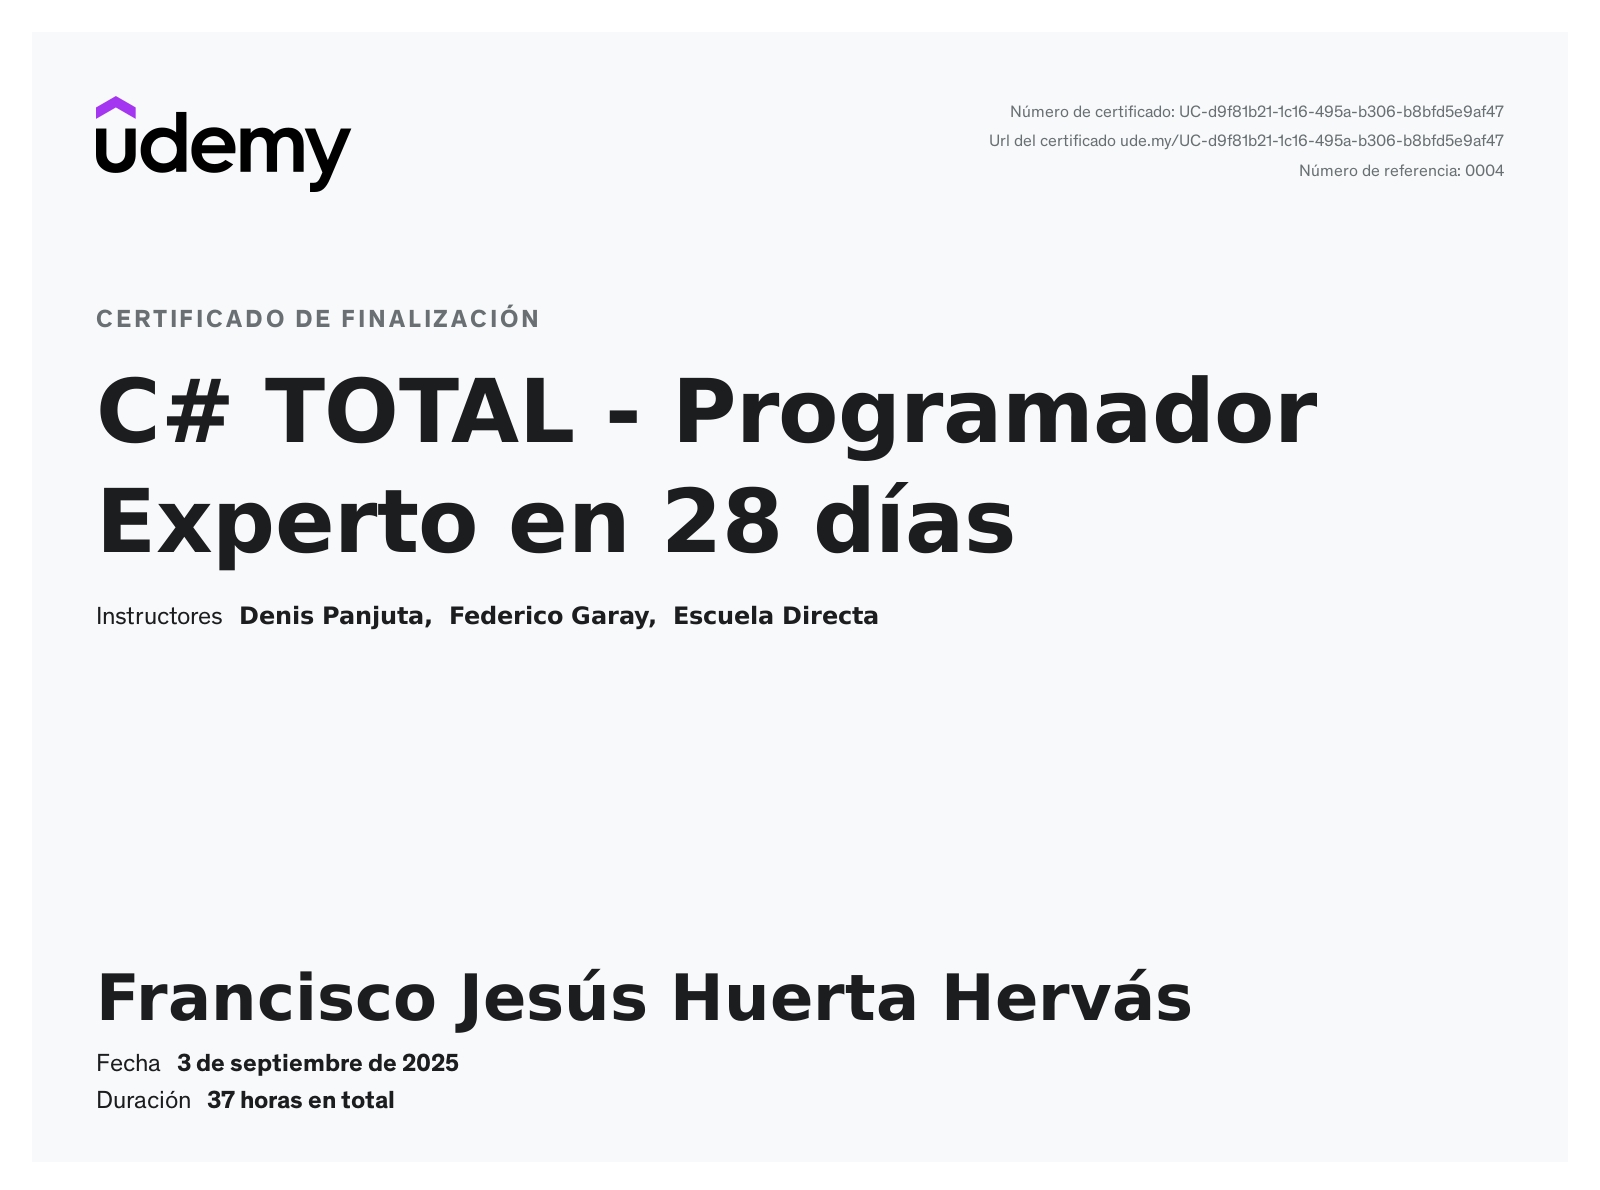 udemy
Número de certificado: UC-d9f81b21-1c16-495a-b306-b8bfd5e9af47
Url del certificado ude.my/UC-d9f81b21-1c16-495a-b306-b8bfd5e9af47
Número de referencia: 0004
CERTIFICADO DE FINALIZACIÓN
C# TOTAL - Programador
Experto en 28 días
Instructores Denis Panjuta, Federico Garay, Escuela Directa
Francisco Jesús Huerta Hervás
Fecha 3 de septiembre de 2025
Duración 37 horas en total